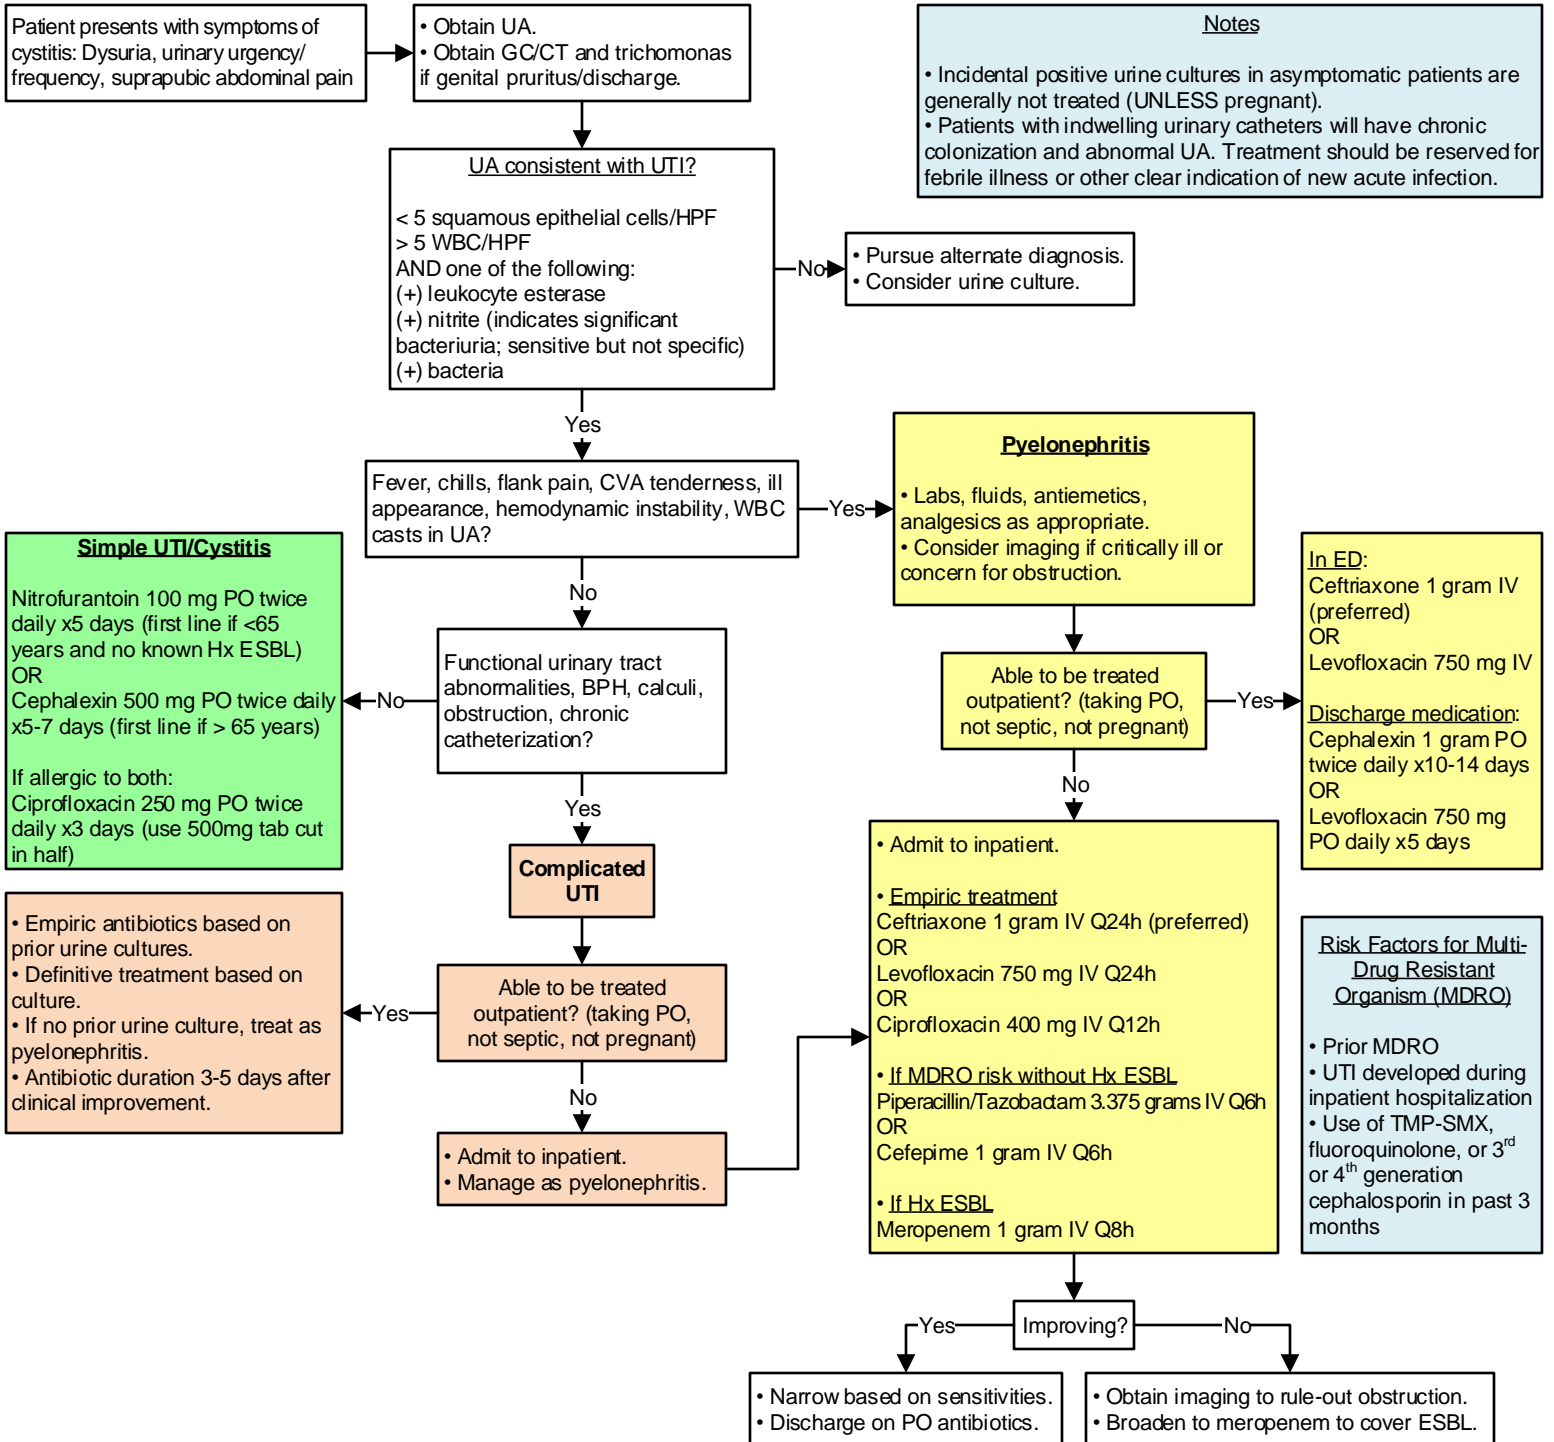 Patient presents with symptoms of
cystitis: Dysuria, urinary urgency/
frequency, suprapubic abdominal pain
• Obtain UA.
• Obtain GC/CT and trichomonas
if genital pruritus/discharge.
Notes
• Incidental positive urine cultures in asymptomatic patients are
generally not treated (UNLESS pregnant).
• Patients with indwelling urinary catheters will have chronic
colonization and abnormal UA. Treatment should be reserved for
febrile illness or other clear indication of new acute infection.
UA consistent with UTI?
< 5 squamous epithelial cells/HPF
> 5 WBC/HPF
AND one of the following:
(+) leukocyte esterase
(+) nitrite (indicates significant
bacteriuria; sensitive but not specific)
(+) bacteria
No
• Pursue alternate diagnosis.
• Consider urine culture.
Yes
Fever, chills, flank pain, CVA tenderness, ill
appearance, hemodynamic instability, WBC
casts in UA?
Yes
Pyelonephritis
• Labs, fluids, antiemetics,
analgesics as appropriate.
• Consider imaging if critically ill or
concern for obstruction.
No
Functional urinary tract
abnormalities, BPH, calculi,
obstruction, chronic
catheterization?
No
Simple UTI/Cystitis
Nitrofurantoin 100 mg PO twice
daily x5 days (first line if <65
years and no known Hx ESBL)
OR
Cephalexin 500 mg PO twice daily
x5-7 days (first line if > 65 years)
If allergic to both:
Ciprofloxacin 250 mg PO twice
daily x3 days (use 500mg tab cut
in half)
Able to be treated
outpatient? (taking PO,
not septic, not pregnant)
Yes
In ED:
Ceftriaxone 1 gram IV
(preferred)
OR
Levofloxacin 750 mg IV
Discharge medication:
Cephalexin 1 gram PO
twice daily x10-14 days
OR
Levofloxacin 750 mg
PO daily x5 days
Yes
Complicated
UTI
Able to be treated
outpatient? (taking PO,
not septic, not pregnant)
Yes
• Empiric antibiotics based on
prior urine cultures.
• Definitive treatment based on
culture.
• If no prior urine culture, treat as
pyelonephritis.
• Antibiotic duration 3-5 days after
clinical improvement.
No
• Admit to inpatient.
• Manage as pyelonephritis.
No
• Admit to inpatient.
• Empiric treatment
Ceftriaxone 1 gram IV Q24h (preferred)
OR
Levofloxacin 750 mg IV Q24h
OR
Ciprofloxacin 400 mg IV Q12h
• If MDRO risk without Hx ESBL
Piperacillin/Tazobactam 3.375 grams IV Q6h
OR
Cefepime 1 gram IV Q6h
• If Hx ESBL
Meropenem 1 gram IV Q8h
Risk Factors for Multi-
Drug Resistant
Organism (MDRO)
• Prior MDRO
• UTI developed during
inpatient hospitalization
• Use of TMP-SMX,
fluoroquinolone, or 3rd
or 4th generation
cephalosporin in past 3
months
Improving?
Yes
• Narrow based on sensitivities.
• Discharge on PO antibiotics.
No
• Obtain imaging to rule-out obstruction.
• Broaden to meropenem to cover ESBL.